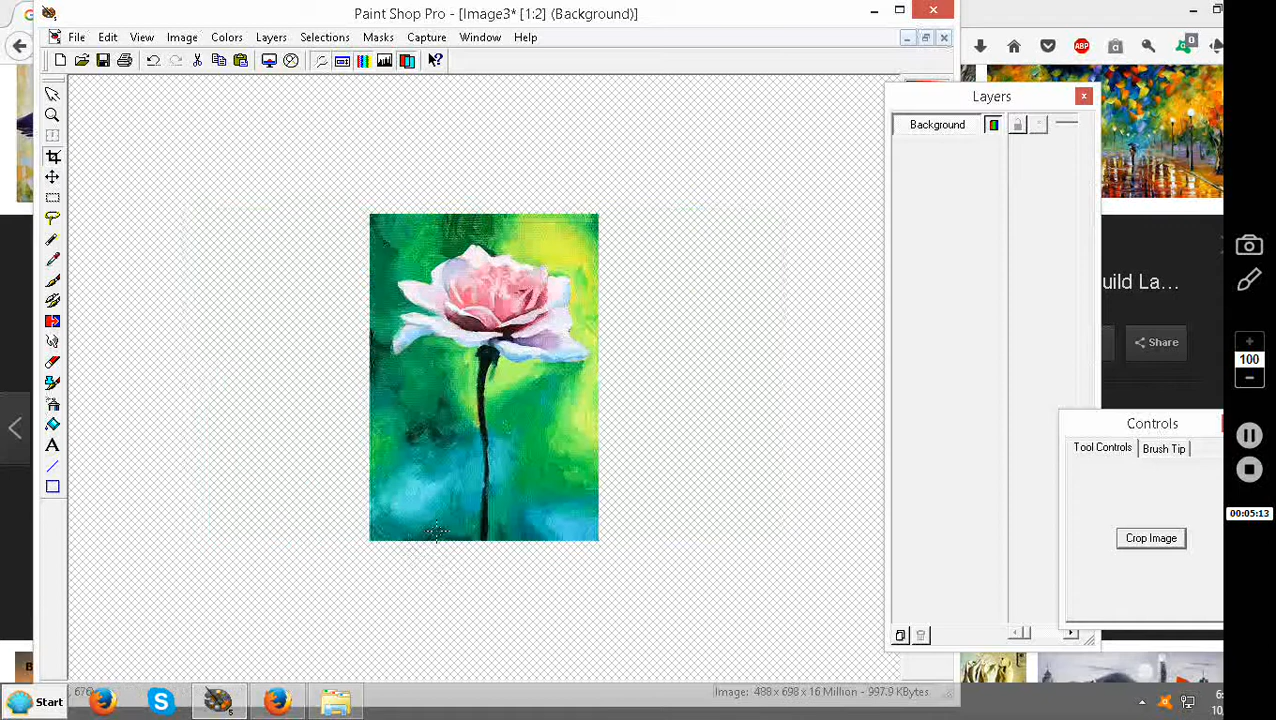 Paint Shop Pro - [Image3* [1:2] (Background)]
File Edit View Image Colors Layers Selections Masks Capture Window Help
ABP
a
0
Layers
Background
uild La...
Share
100
Controls
Tool Controls Brush Tip
00:05:13
Crop Image
Image: 488 x 698 x 16 Million - 997.9 KBytes
Start
S